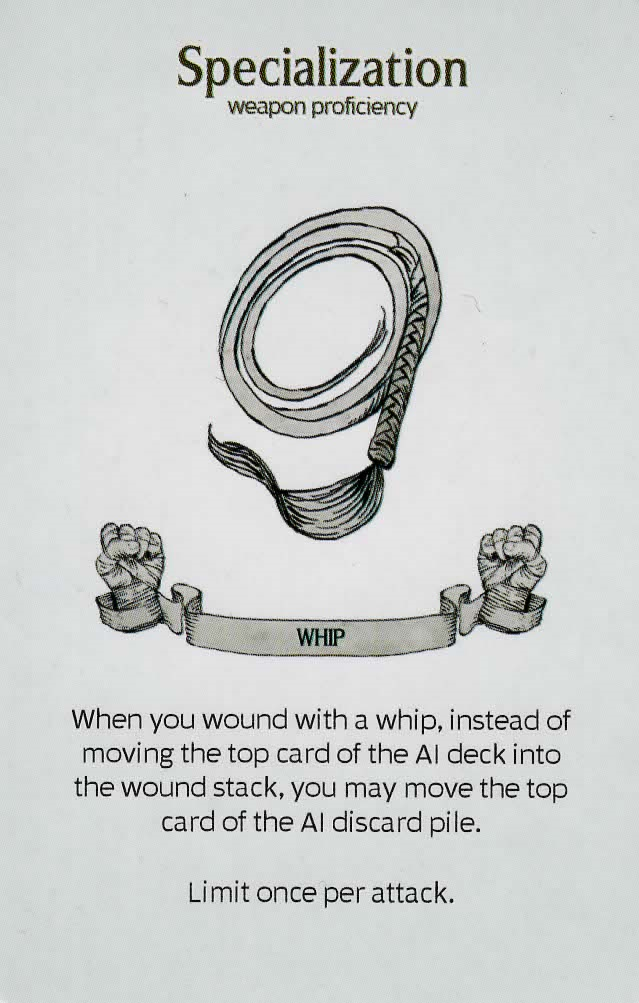 Specialization
weapon proficiency
WHIP
When you wound with a whip, instead of
moving the top card of the AI deck into
the wound stack, you may move the top
card of the AI discard pile.
Limit once per attack.